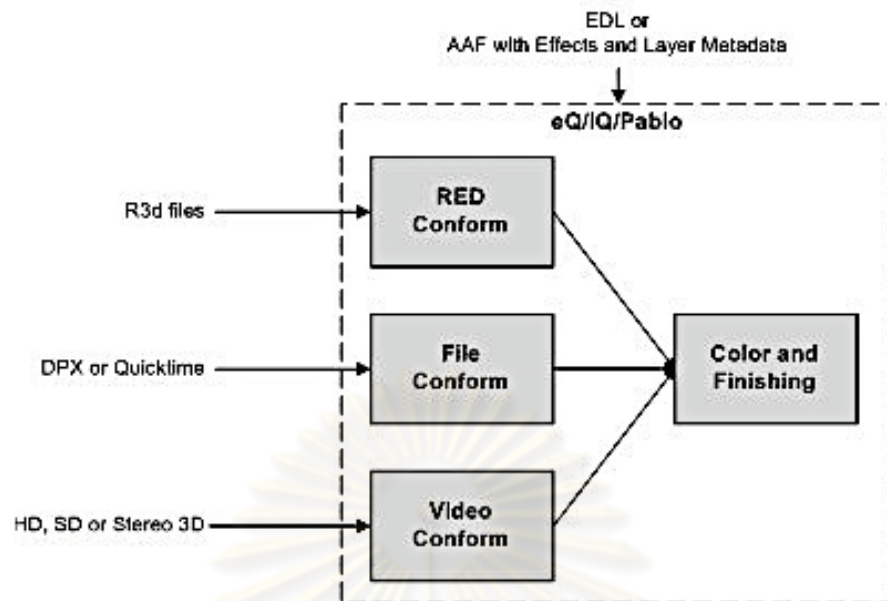 EDL or
AAF with Effects and Layer Metadata
eQ/iQ/Pablo
R3d files
RED
Conform
DPX or Quicktime
File
Conform
Color and
Finishing
HD, SD or Stereo 3D
Video
Conform